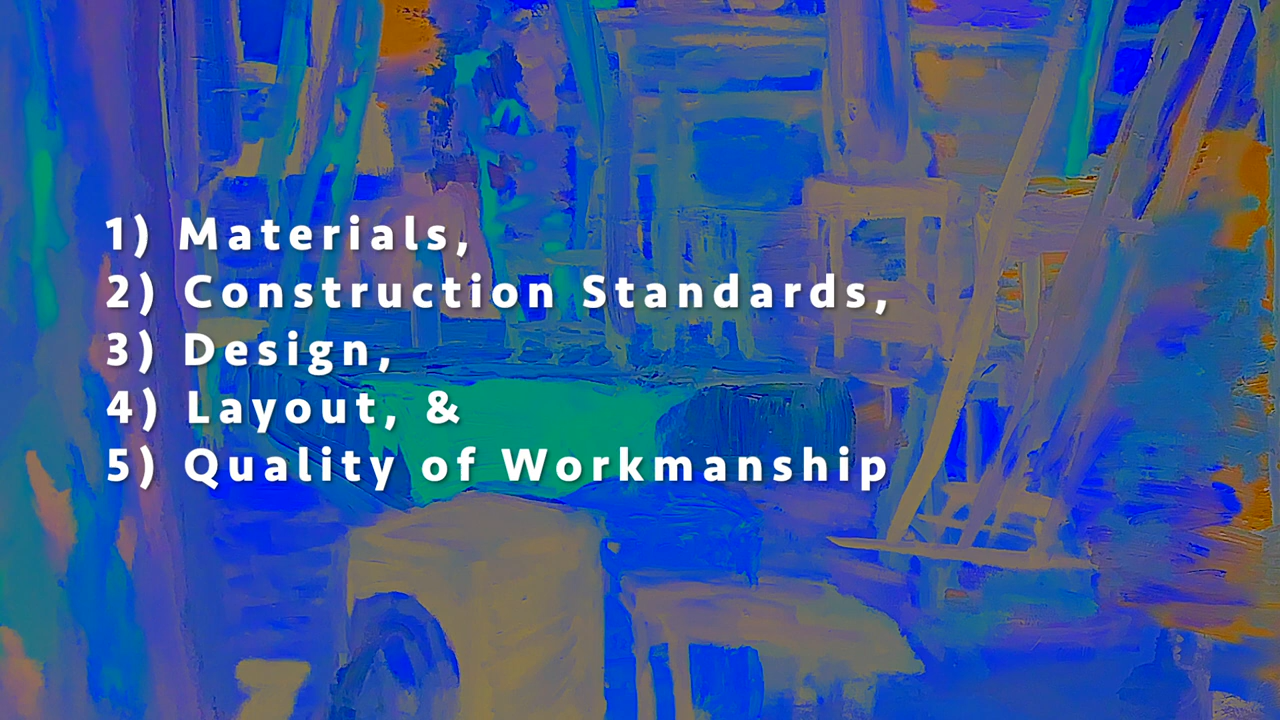 1) Materials,
2) Construction Standards,
3) Design,
4) Layout, &
5) Quality of Workmanship